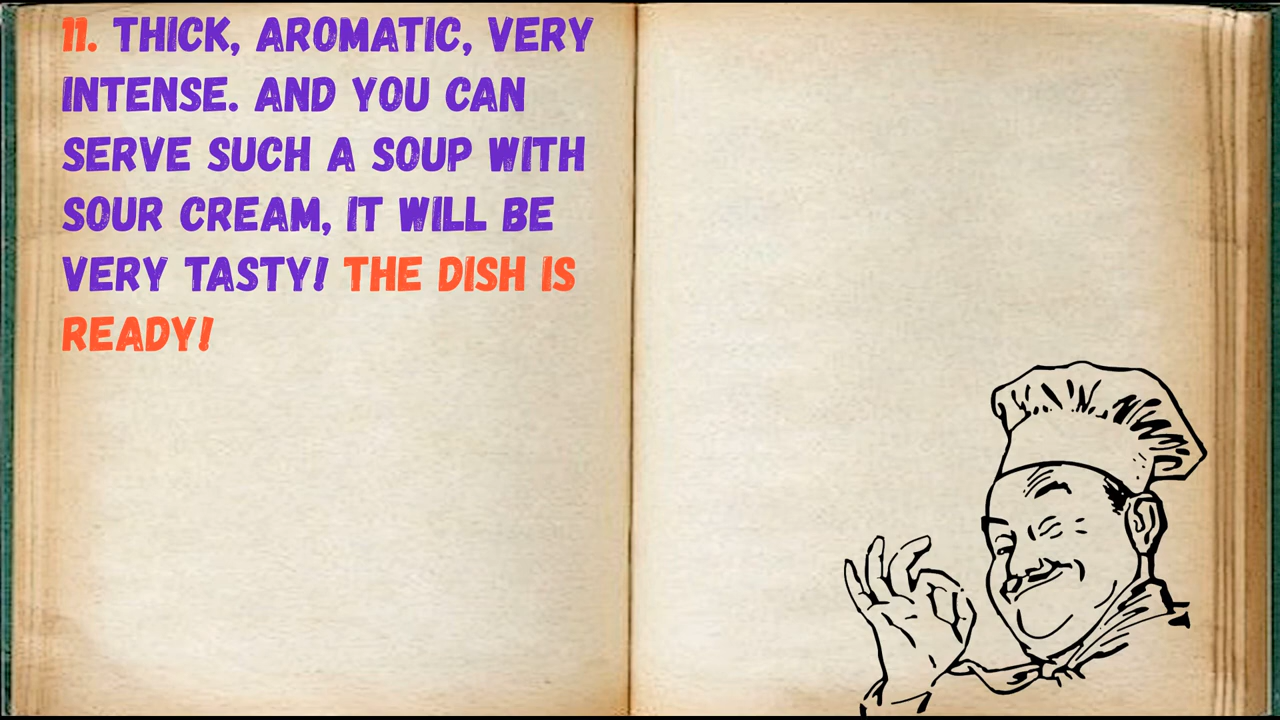 11. THICK, AROMATIC, VERY
INTENSE. AND YOU CAN
SERVE SUCH A SOUP WITH
SOUR CREAM, IT WILL BE
VERY TASTY! THE DISH IS
READY!